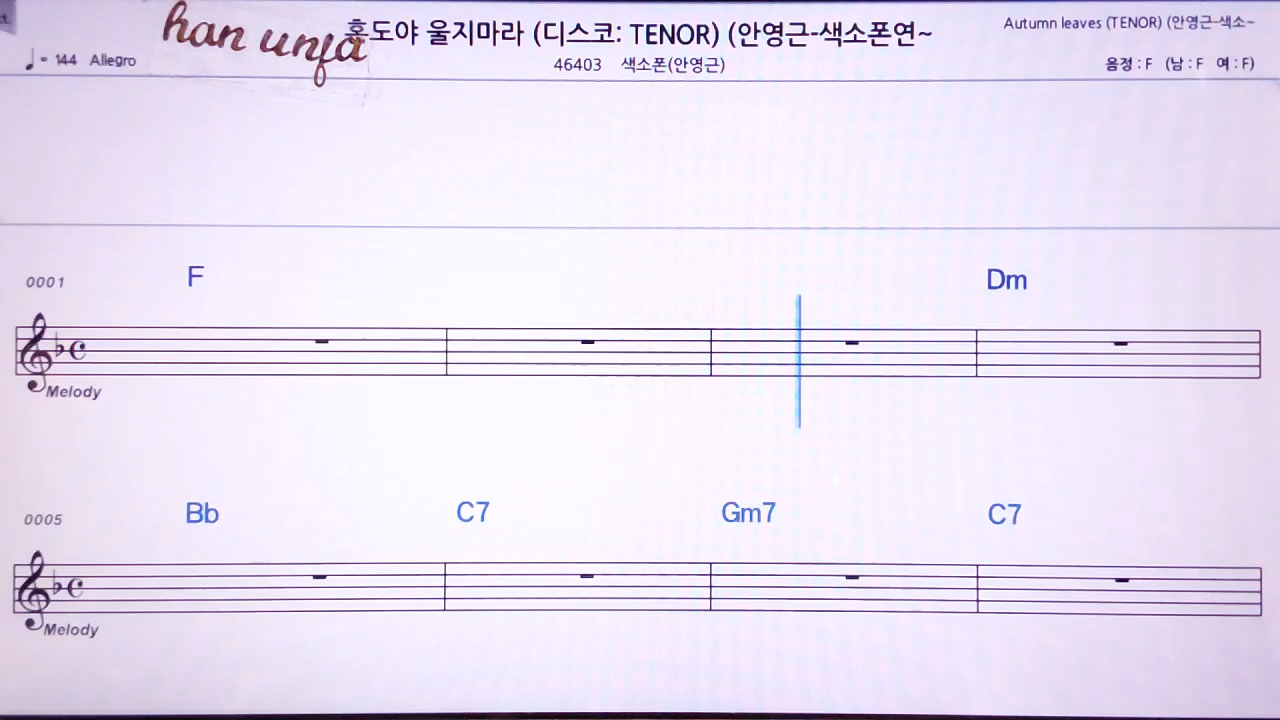 han unja
홍도야 울지마라 (디스코: TENOR) (안영근-색소폰연~
Autumn leaves (TENOR) (안영근-색소~
♩ = 144 Allegro
46403 색소폰(안영근)
음정 : F (남 : F 여 : F)
0001 F Dm
Melody
0005 Bb C7 Gm7 C7
Melody